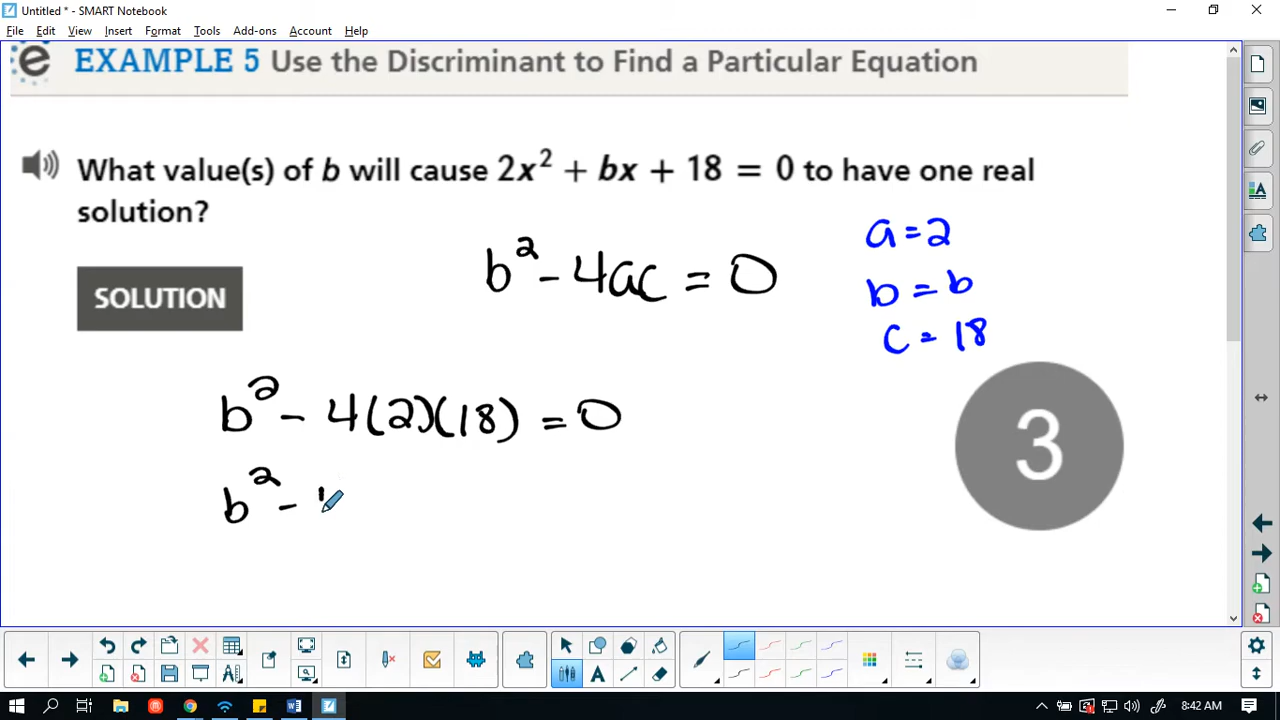 Untitled * - SMART Notebook
File Edit View Insert Format Tools Add-ons Account Help
e EXAMPLE 5 Use the Discriminant to Find a Particular Equation
What value(s) of b will cause 2x² + bx + 18 = 0 to have one real
solution?
a = 2
b² - 4ac = 0
b = b
SOLUTION
c = 18
b² - 4(2)(18) = 0
3
b² -
8:42 AM